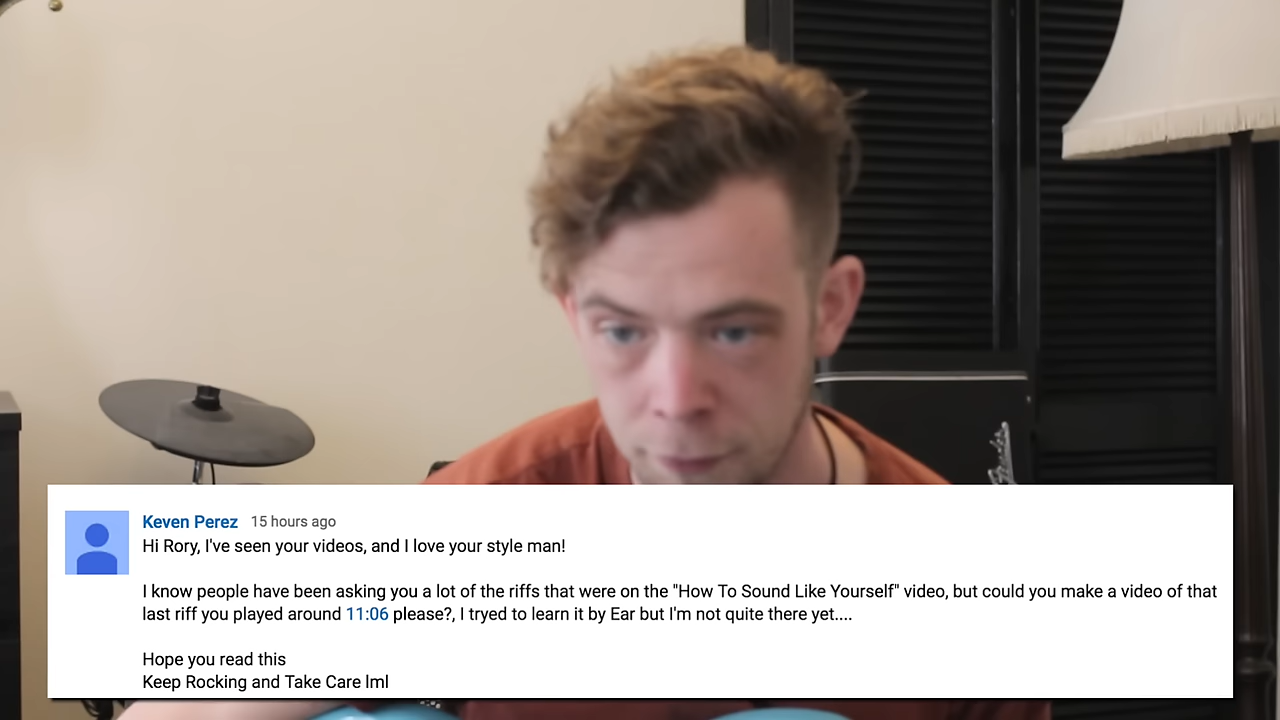 Keven Perez 15 hours ago
Hi Rory, I've seen your videos, and I love your style man!
I know people have been asking you a lot of the riffs that were on the "How To Sound Like Yourself" video, but could you make a video of that
last riff you played around 11:06 please?, I tryed to learn it by Ear but I'm not quite there yet....
Hope you read this
Keep Rocking and Take Care lml